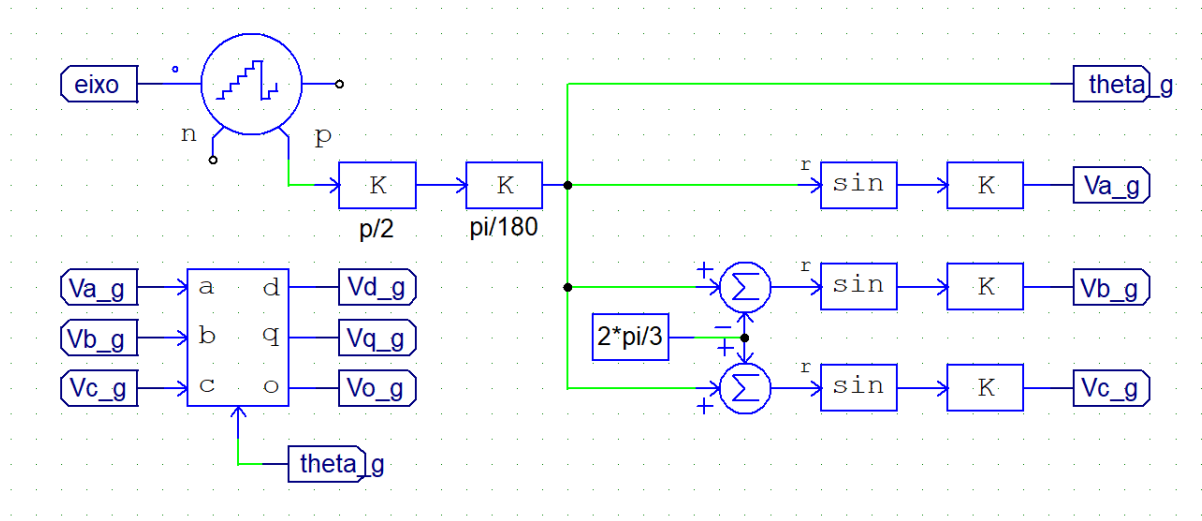 eixo
n
p
K
p/2
K
pi/180
theta_g
r
sin
K
Va_g
r
sin
K
Vb_g
2*pi/3
+
Σ
−
+
Σ
+
r
sin
K
Vc_g
Va_g
a
d
Vd_g
Vb_g
b
q
Vq_g
Vc_g
c
o
Vo_g
theta_g